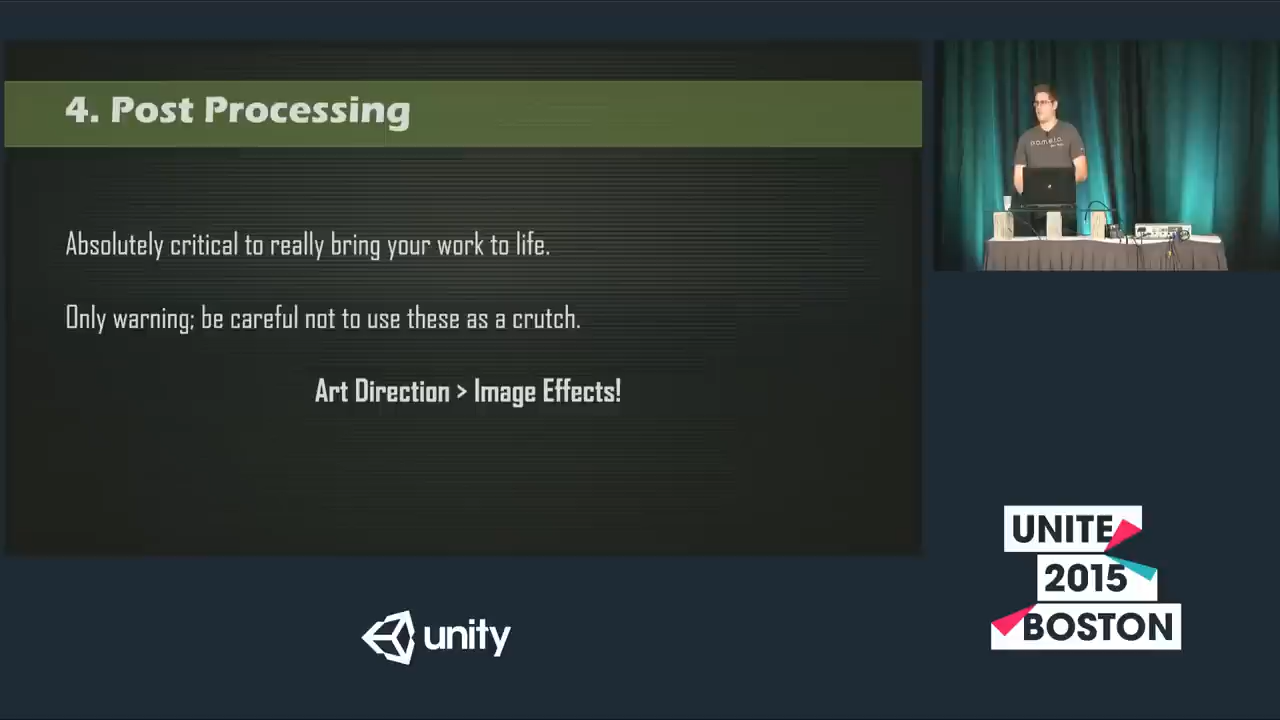 4. Post Processing
Absolutely critical to really bring your work to life.
Only warning; be careful not to use these as a crutch.
Art Direction > Image Effects!
unity
UNITE
2015
BOSTON